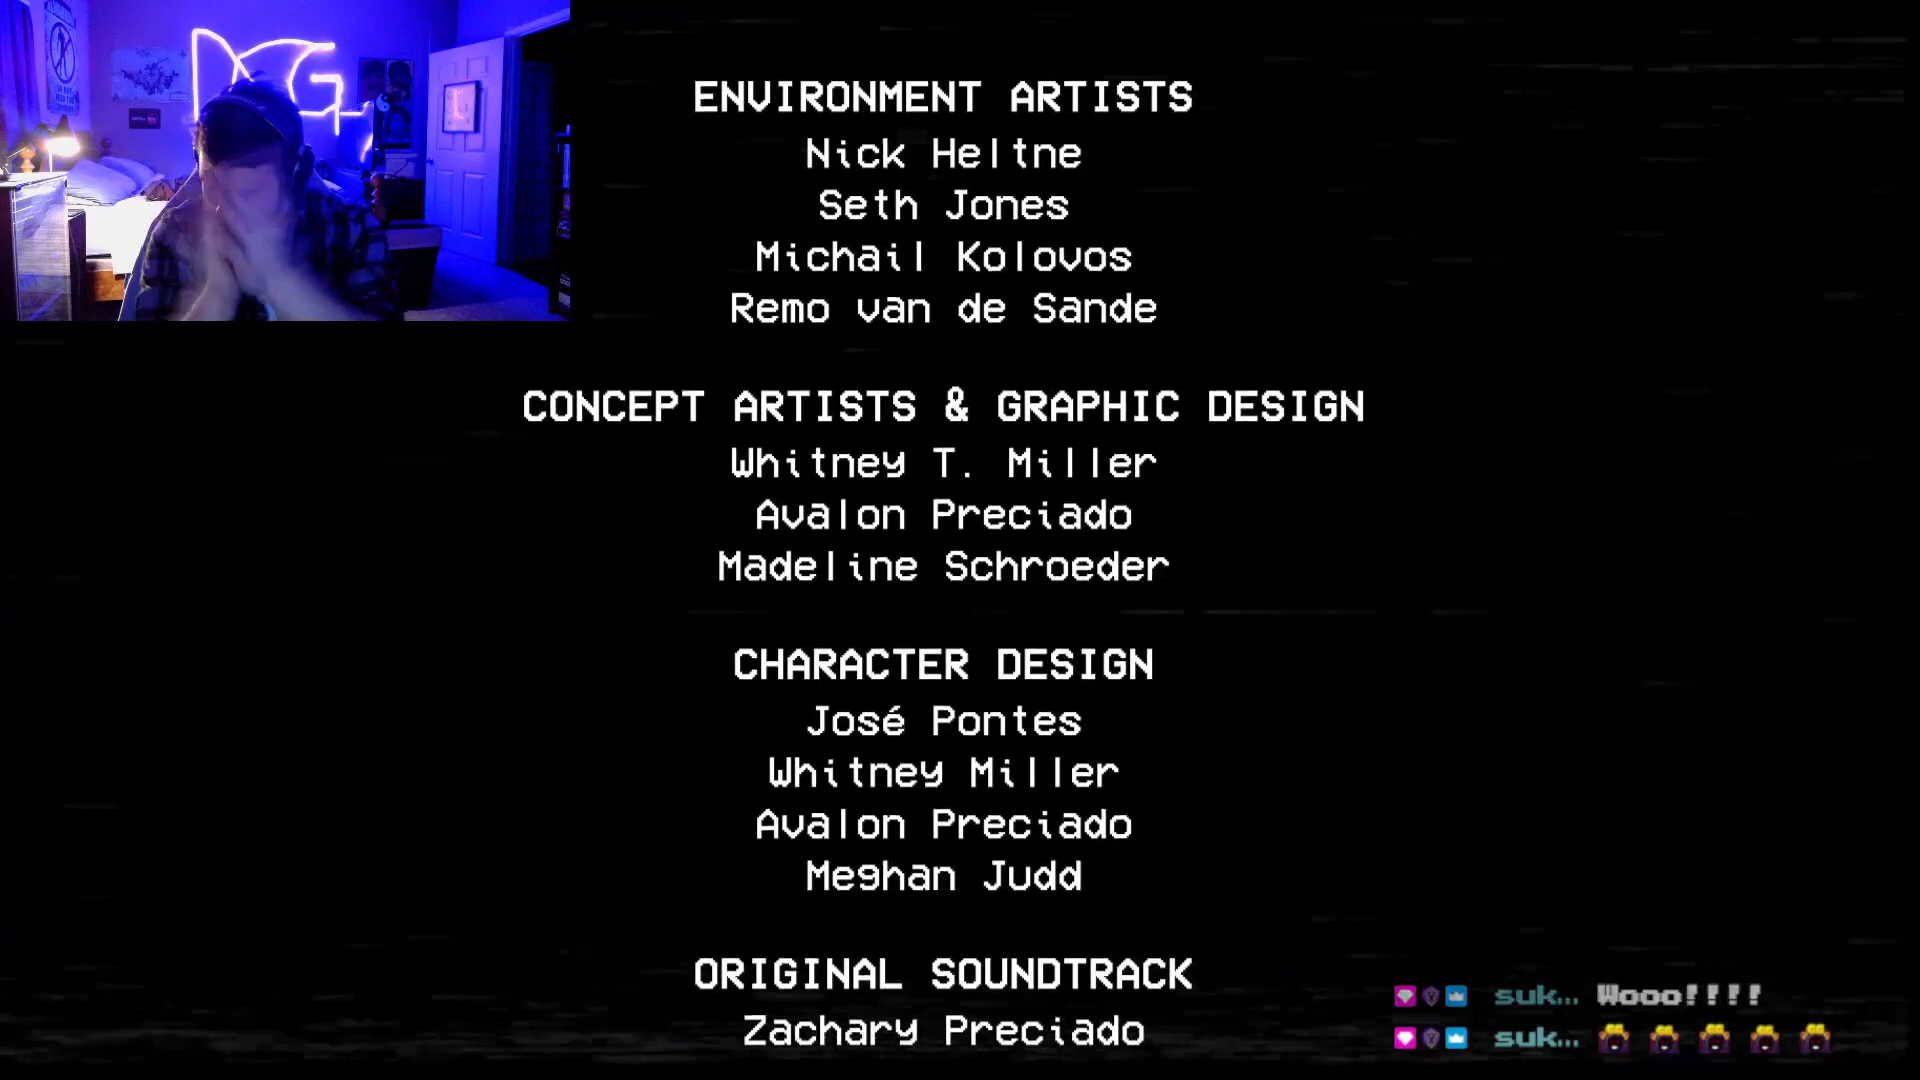 DG
ENVIRONMENT ARTISTS
Nick Heltne
Seth Jones
Michail Kolovos
Remo van de Sande
CONCEPT ARTISTS & GRAPHIC DESIGN
Whitney T. Miller
Avalon Preciado
Madeline Schroeder
CHARACTER DESIGN
José Pontes
Whitney Miller
Avalon Preciado
Meghan Judd
ORIGINAL SOUNDTRACK
Zachary Preciado
suk... Wooo!!!!
suk...